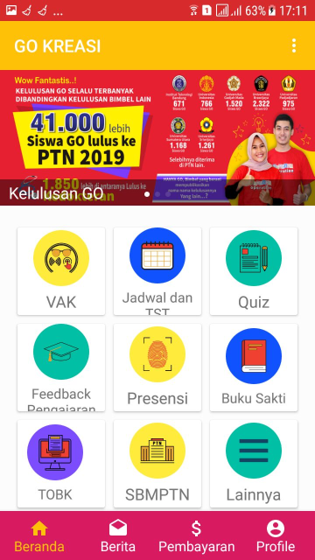 ... 63% 17:11
GO KREASI
Wow Fantastis..!
KELULUSAN GO SELALU TERBANYAK
DIBANDINGKAN KELULUSAN BIMBEL LAIN
41.000 lebih
Siswa GO lulus ke
PTN 2019
671
766
1.520
2.322
975
1.168
1.261
Selebihnya diterima
di PTN lain.
1.850
Kelulusan GO
VAK
Jadwal dan
TST
Quiz
Feedback
Pengajaran
Presensi
Buku Sakti
TOBK
PTN
SBMPTN
Lainnya
Beranda
Berita
Pembayaran
Profile